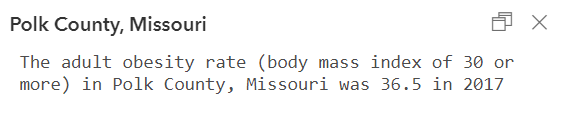 Polk County, Missouri
The adult obesity rate (body mass index of 30 or
more) in Polk County, Missouri was 36.5 in 2017